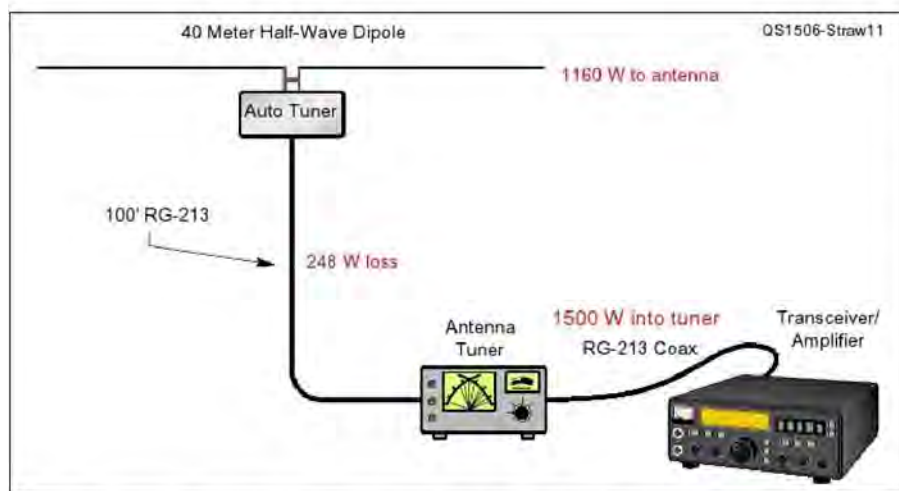 40 Meter Half-Wave Dipole
QS1506-Straw11
1160 W to antenna
Auto Tuner
100' RG-213
248 W loss
Antenna
Tuner
1500 W into tuner
RG-213 Coax
Transceiver/
Amplifier